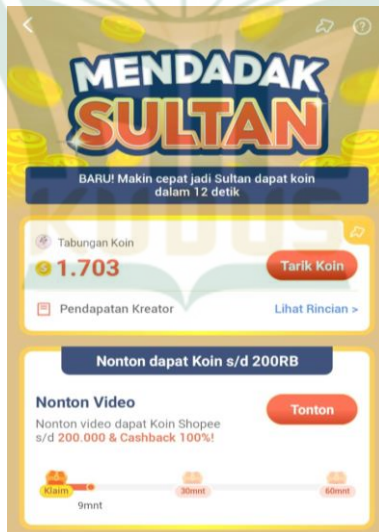 MENDADAK
SULTAN
BARU! Makin cepat jadi Sultan dapat koin
dalam 12 detik
KUDUS
Tabungan Koin
1.703
Tarik Koin
Pendapatan Kreator
Lihat Rincian >
Nonton dapat Koin s/d 200RB
Nonton Video
Tonton
Nonton video dapat Koin Shopee
s/d 200.000 & Cashback 100%!
Klaim
30mnt
60mnt
9mnt